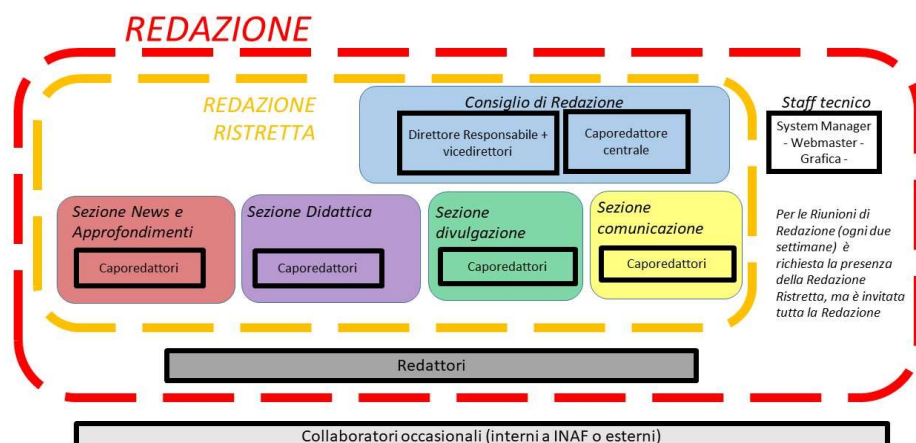 REDAZIONE
REDAZIONE
RISTRETTA
Consiglio di Redazione
Direttore Responsabile +
vicedirettori
Caporedattore
centrale
Staff tecnico
System Manager
- Webmaster -
Grafica -
Sezione News e
Approfondimenti
Caporedattori
Sezione Didattica
Caporedattori
Sezione
divulgazione
Caporedattori
Sezione
comunicazione
Caporedattori
Per le Riunioni di
Redazione (ogni due
settimane) è
richiesta la presenza
della Redazione
Ristretta, ma è invitata
tutta la Redazione
Redattori
Collaboratori occasionali (interni a INAF o esterni)